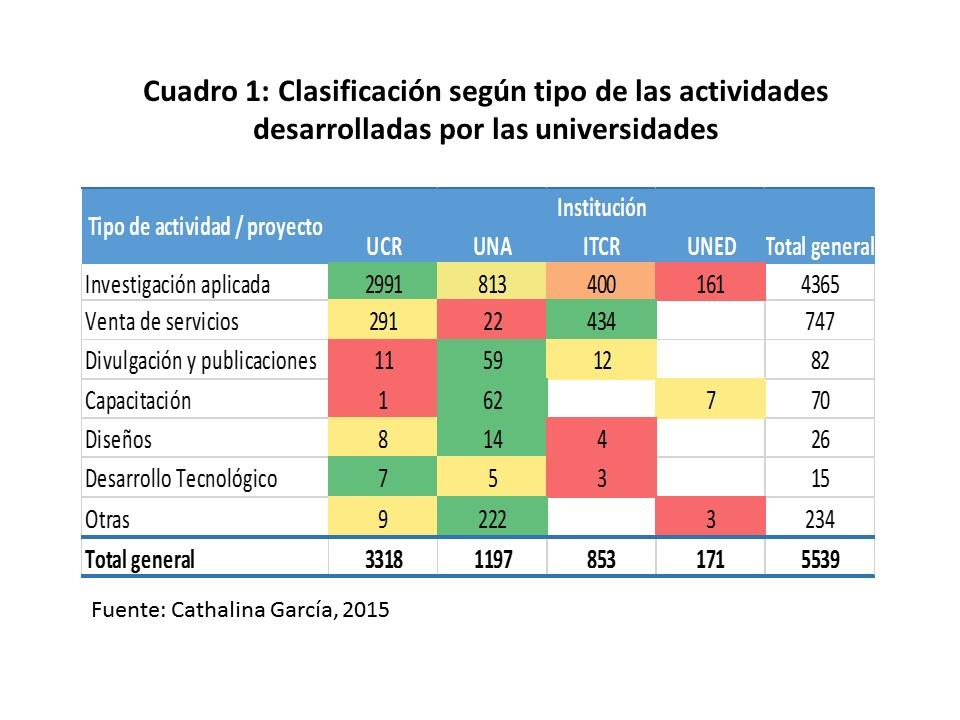 Cuadro 1: Clasificación según tipo de las actividades
desarrolladas por las universidades
Tipo de actividad / proyecto
Institución
UCR UNA ITCR UNED Total general
Investigación aplicada 2991 813 400 161 4365
Venta de servicios 291 22 434 747
Divulgación y publicaciones 11 59 12 82
Capacitación 1 62 7 70
Diseños 8 14 4 26
Desarrollo Tecnológico 7 5 3 15
Otras 9 222 3 234
Total general 3318 1197 853 171 5539
Fuente: Cathalina García, 2015